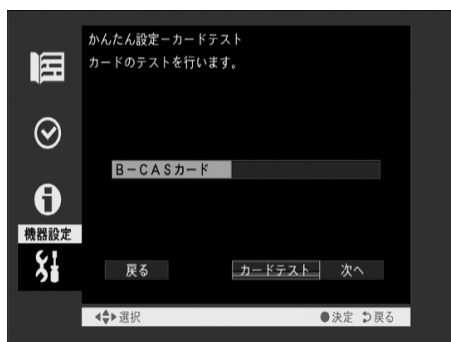 かんたん設定－カードテスト
カードのテストを行います。
B－CASカード
機器設定
戻る カードテスト 次へ
選択 ●決定 戻る